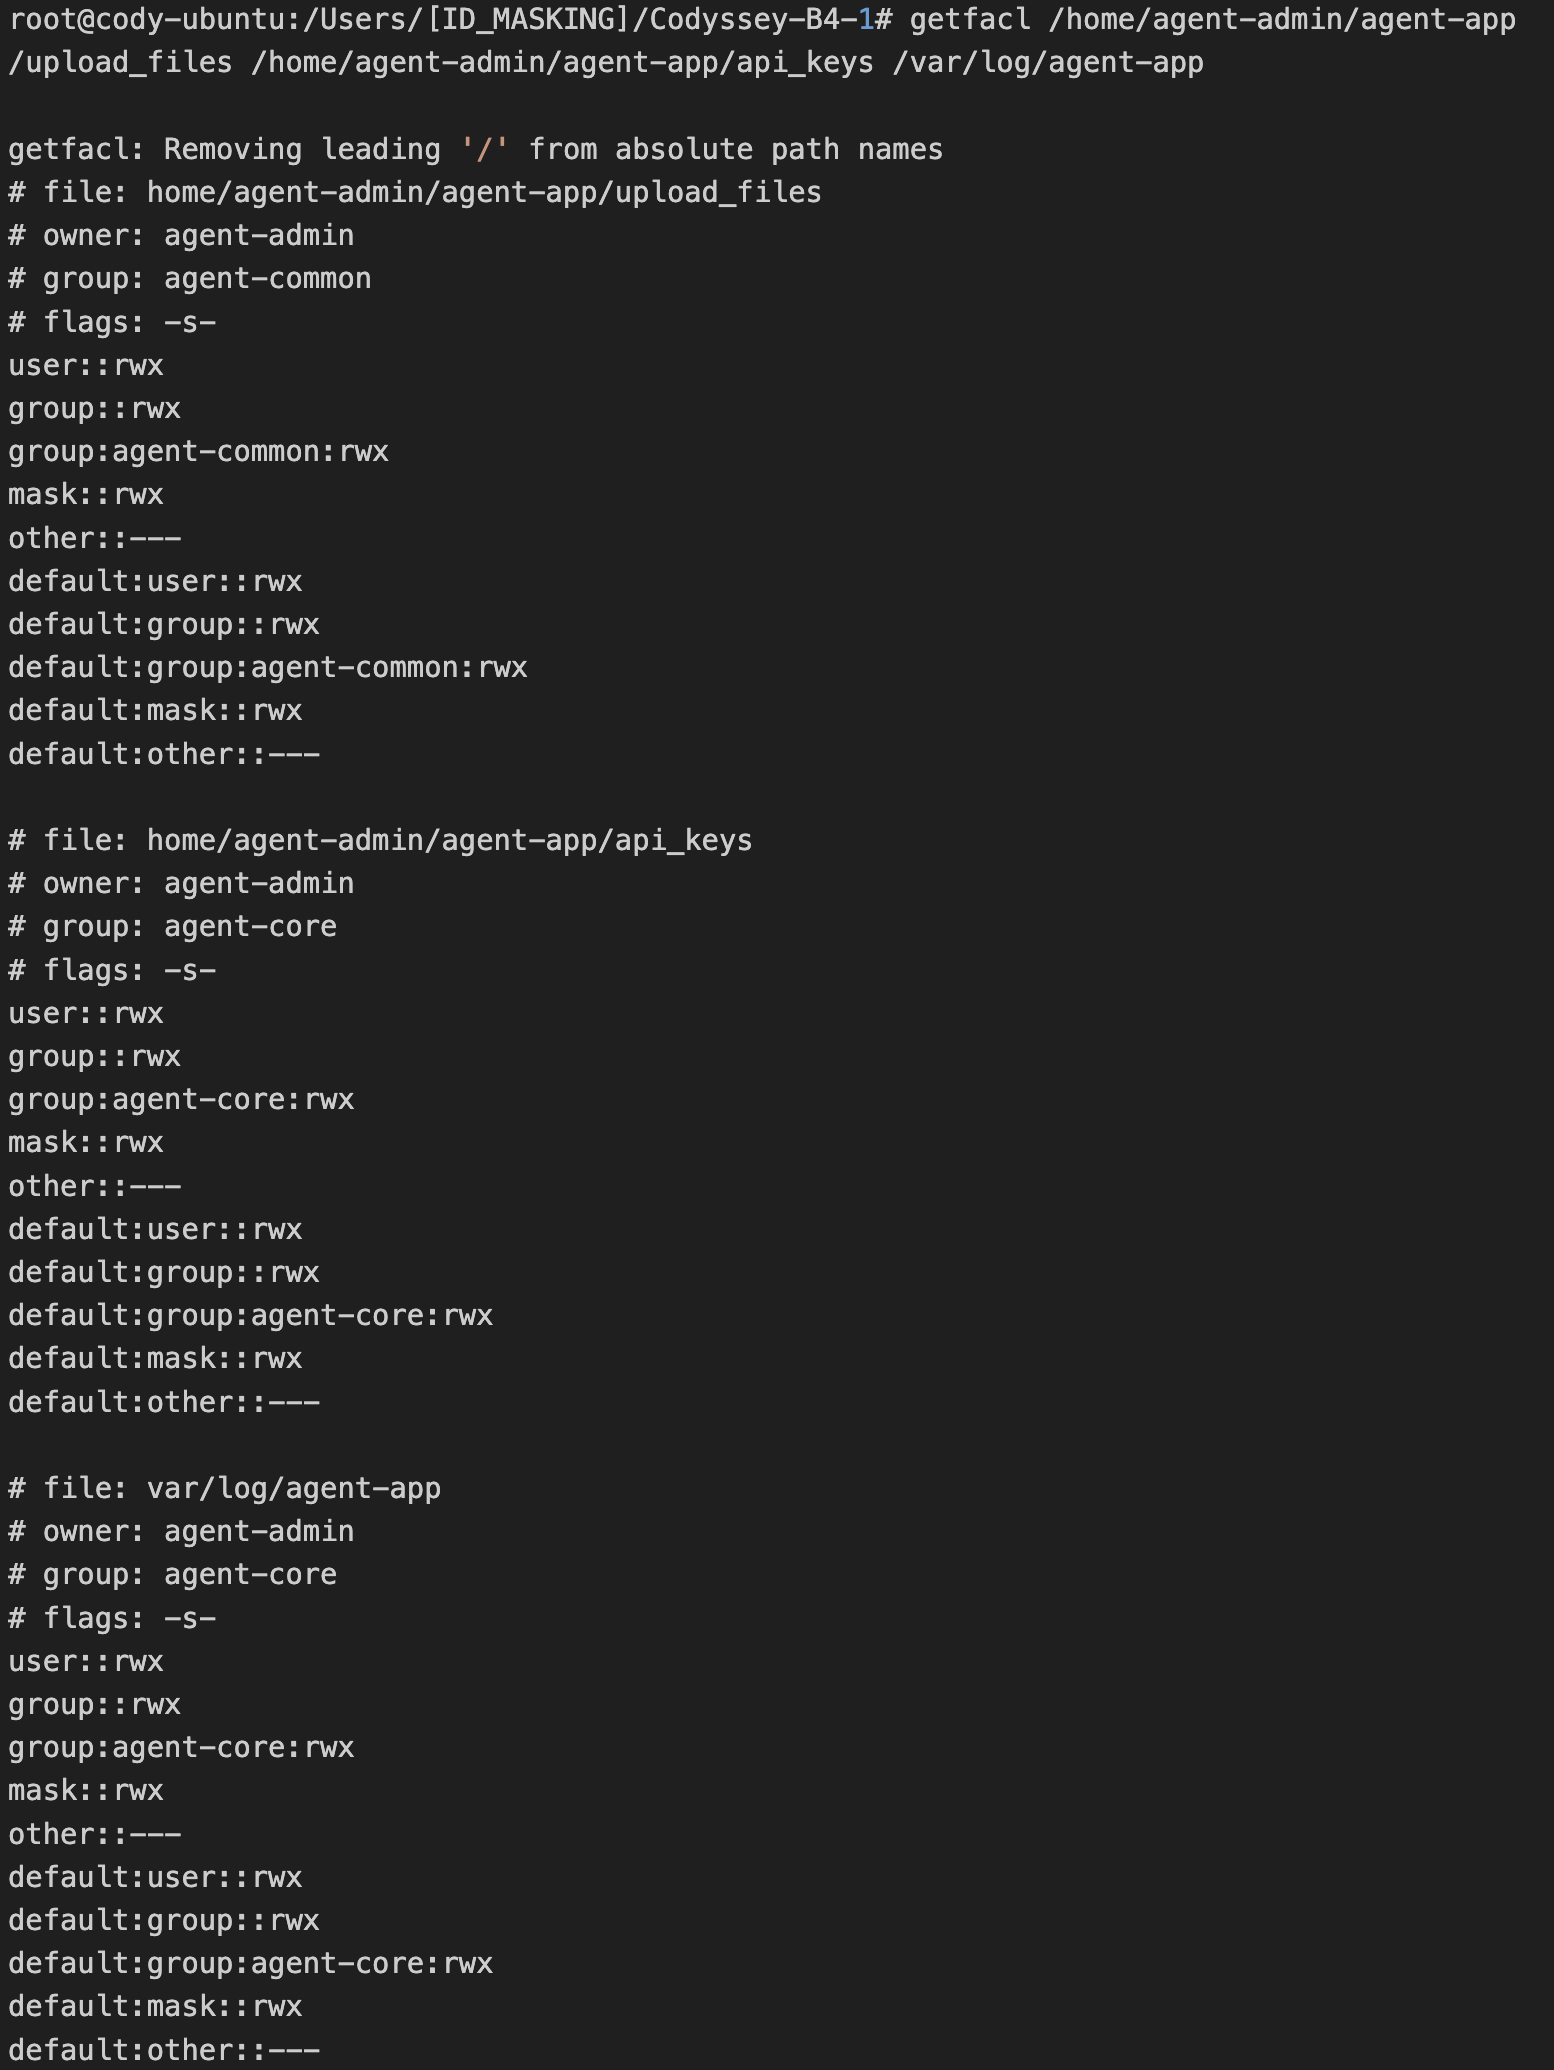 root@cody-ubuntu:/Users/[ID_MASKING]/Codyssey-B4-1# getfacl /home/agent-admin/agent-app
/upload_files /home/agent-admin/agent-app/api_keys /var/log/agent-app

getfacl: Removing leading '/' from absolute path names
# file: home/agent-admin/agent-app/upload_files
# owner: agent-admin
# group: agent-common
# flags: -s-
user::rwx
group::rwx
group:agent-common:rwx
mask::rwx
other::---
default:user::rwx
default:group::rwx
default:group:agent-common:rwx
default:mask::rwx
default:other::---

# file: home/agent-admin/agent-app/api_keys
# owner: agent-admin
# group: agent-core
# flags: -s-
user::rwx
group::rwx
group:agent-core:rwx
mask::rwx
other::---
default:user::rwx
default:group::rwx
default:group:agent-core:rwx
default:mask::rwx
default:other::---

# file: var/log/agent-app
# owner: agent-admin
# group: agent-core
# flags: -s-
user::rwx
group::rwx
group:agent-core:rwx
mask::rwx
other::---
default:user::rwx
default:group::rwx
default:group:agent-core:rwx
default:mask::rwx
default:other::---